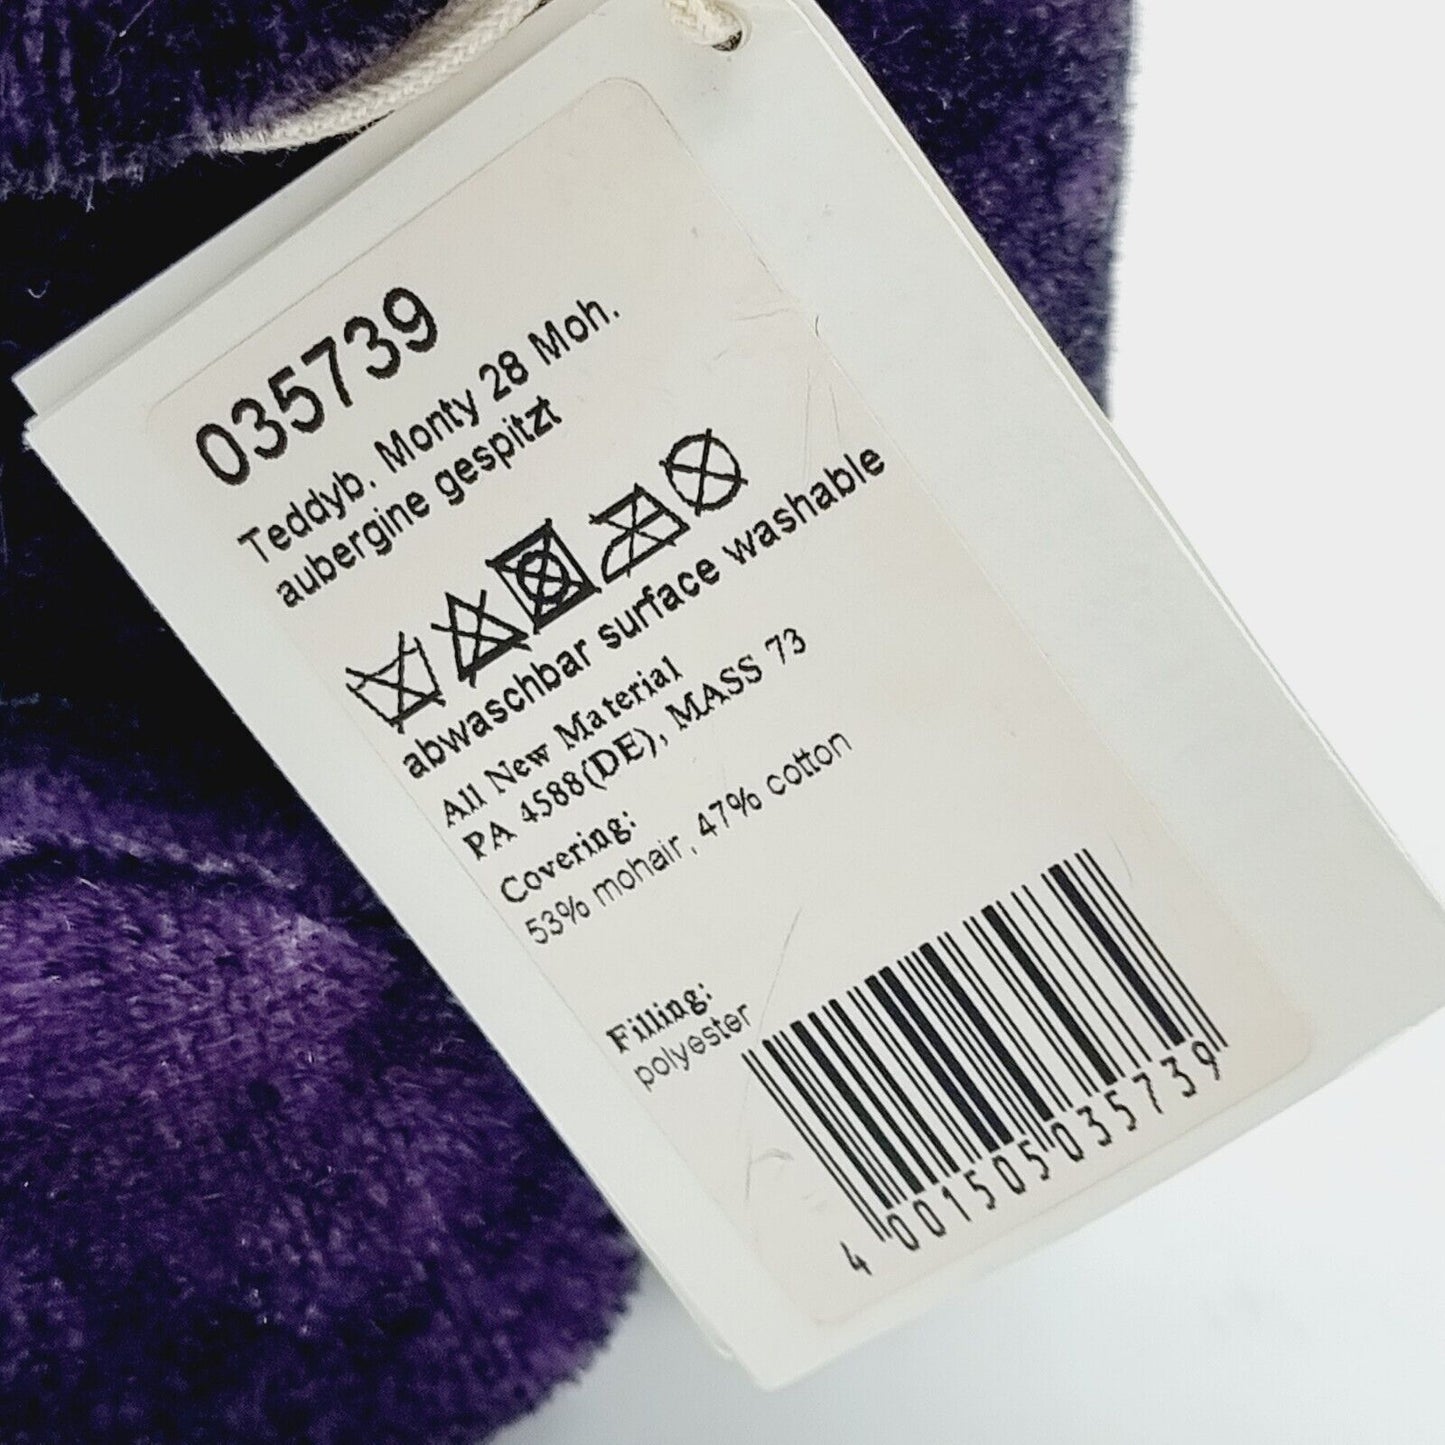 035739
Teddyb. Monty 28 Moh.
aubergine gespitzt
abwaschbar surface washable
All New Material
PA 4588(DE), MASS 73
Covering:
53% mohair, 47% cotton
Filling:
polyester
4 001505 035739